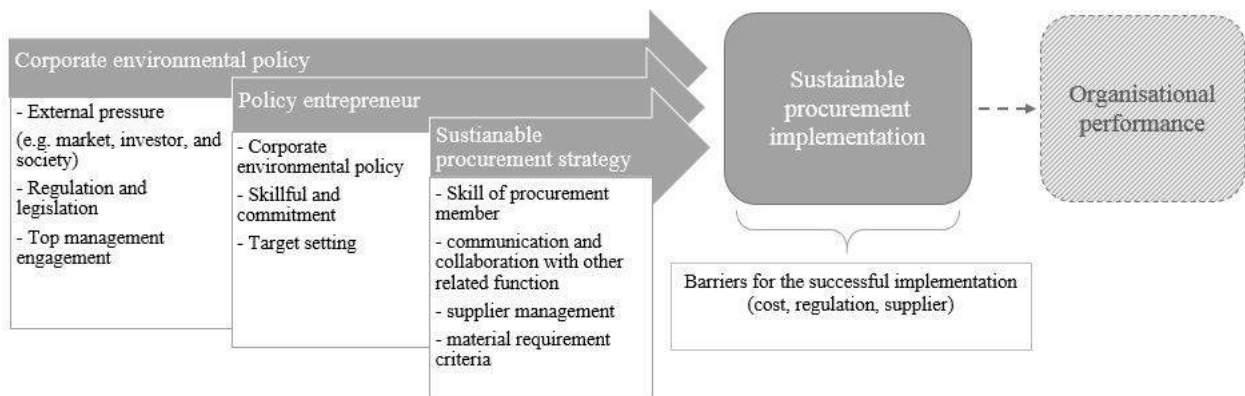 Corporate environmental policy
- External pressure
(e.g. market, investor, and
society)
- Regulation and
legislation
- Top management
engagement
Policy entrepreneur
- Corporate
environmental policy
- Skillful and
commitment
- Target setting
Sustianable
procurement strategy
- Skill of procurement
member
- communication and
collaboration with other
related function
- supplier management
- material requirement
criteria
Sustainable
procurement
implementation
Barriers for the successful implementation
(cost, regulation, supplier)
Organisational
performance